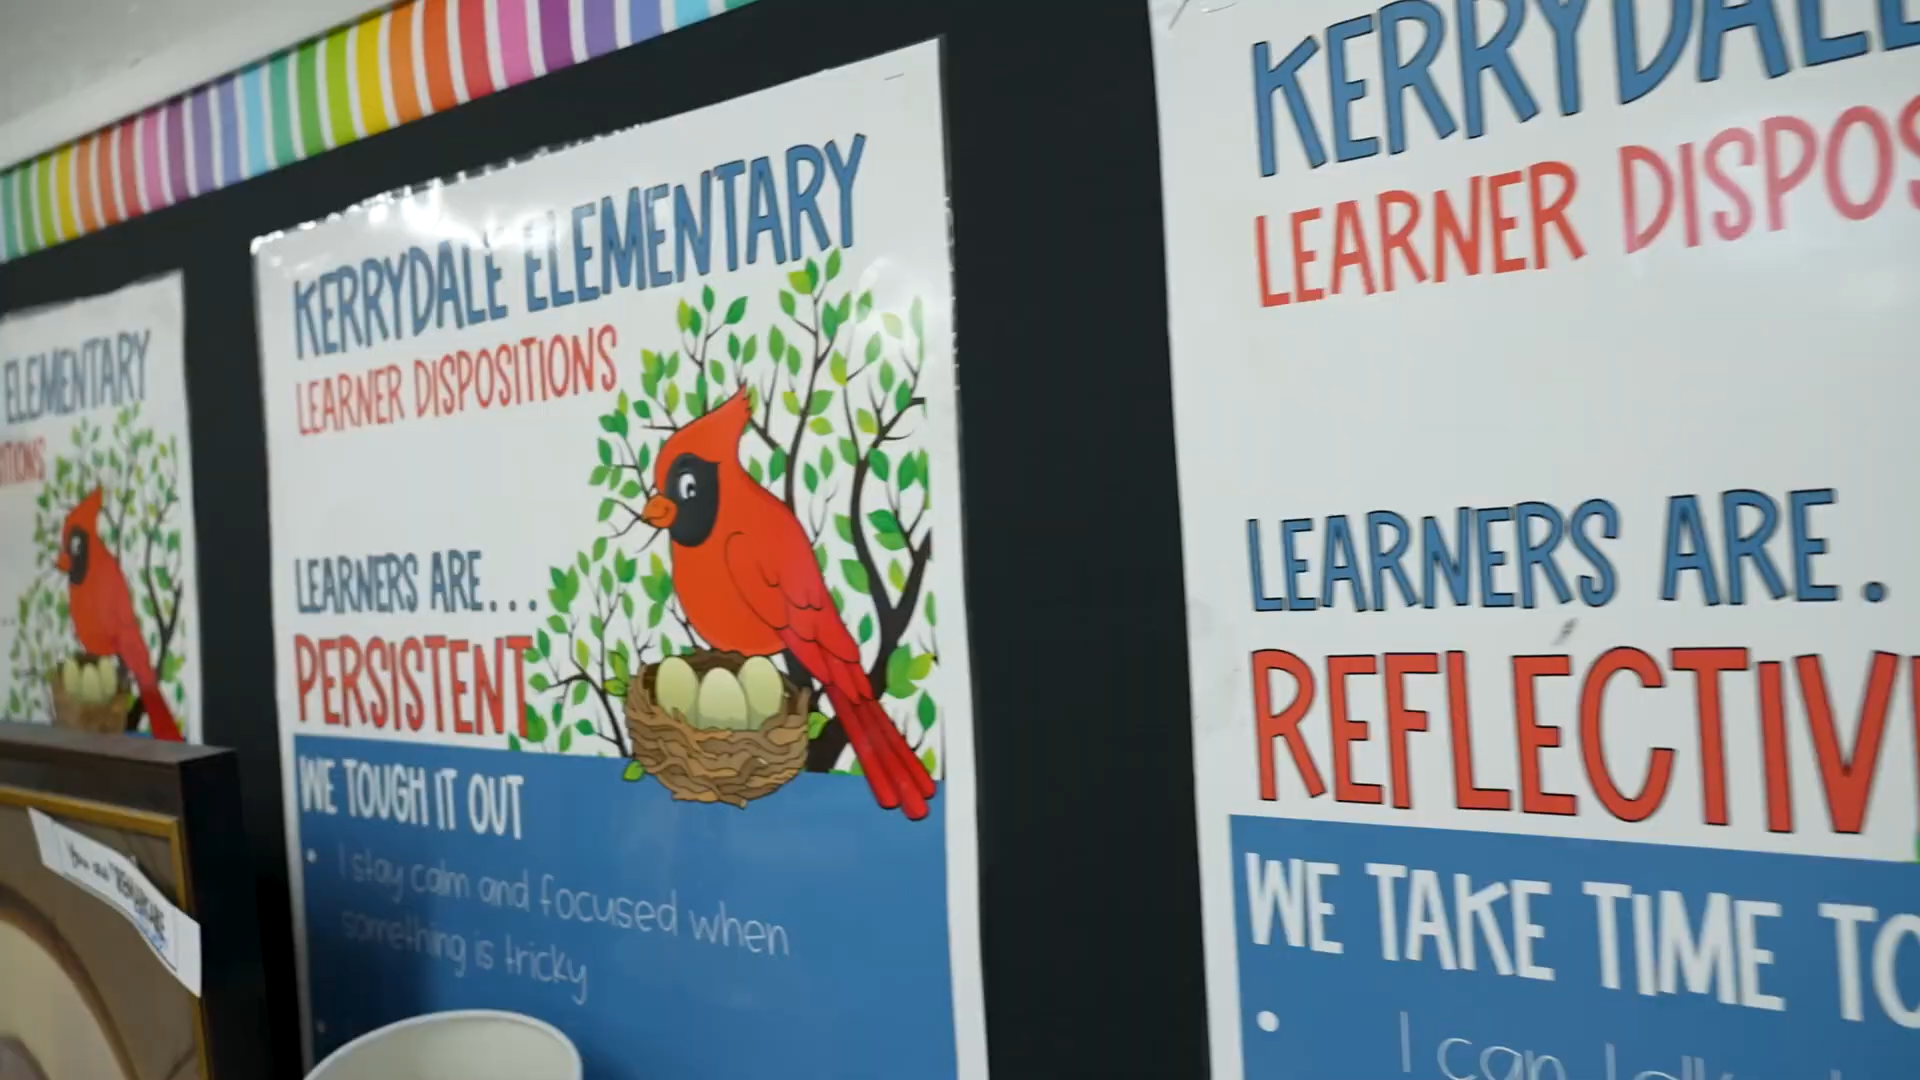 ELEMENTARY
KERRYDALE ELEMENTARY
LEARNER DISPOSITIONS
LEARNERS ARE...
PERSISTENT
WE TOUGH IT OUT
• I stay calm and focused when
something is tricky
KERRYDALE
LEARNER DISPOS
LEARNERS ARE.
REFLECTIV
WE TAKE TIME TO
• I can talk